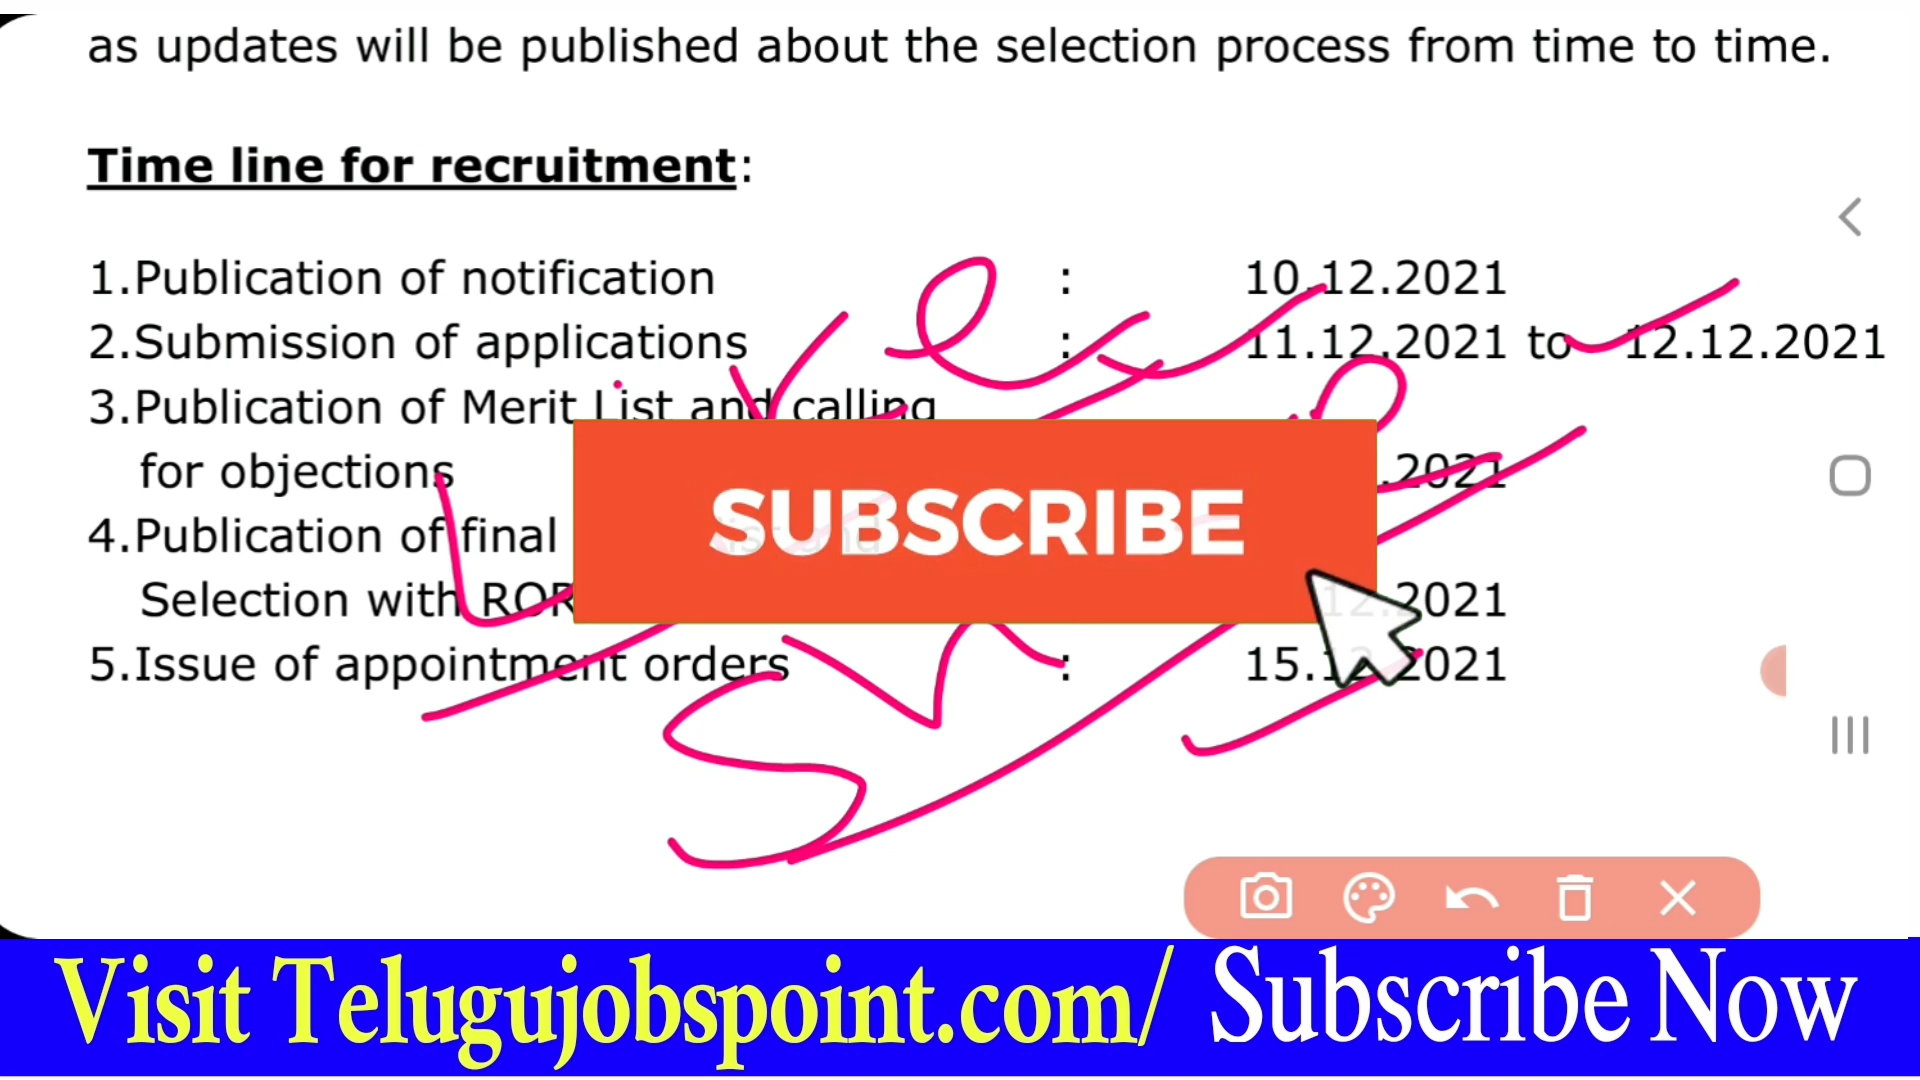 as updates will be published about the selection process from time to time.
Time line for recruitment:
1.Publication of notification : 10.12.2021
2.Submission of applications : 11.12.2021 to 12.12.2021
3.Publication of Merit List and calling
for objections .2021
4.Publication of final
Selection with ROR 12.2021
5.Issue of appointment orders : 15.12.2021
SUBSCRIBE
Visit Telugujobspoint.com/ Subscribe Now